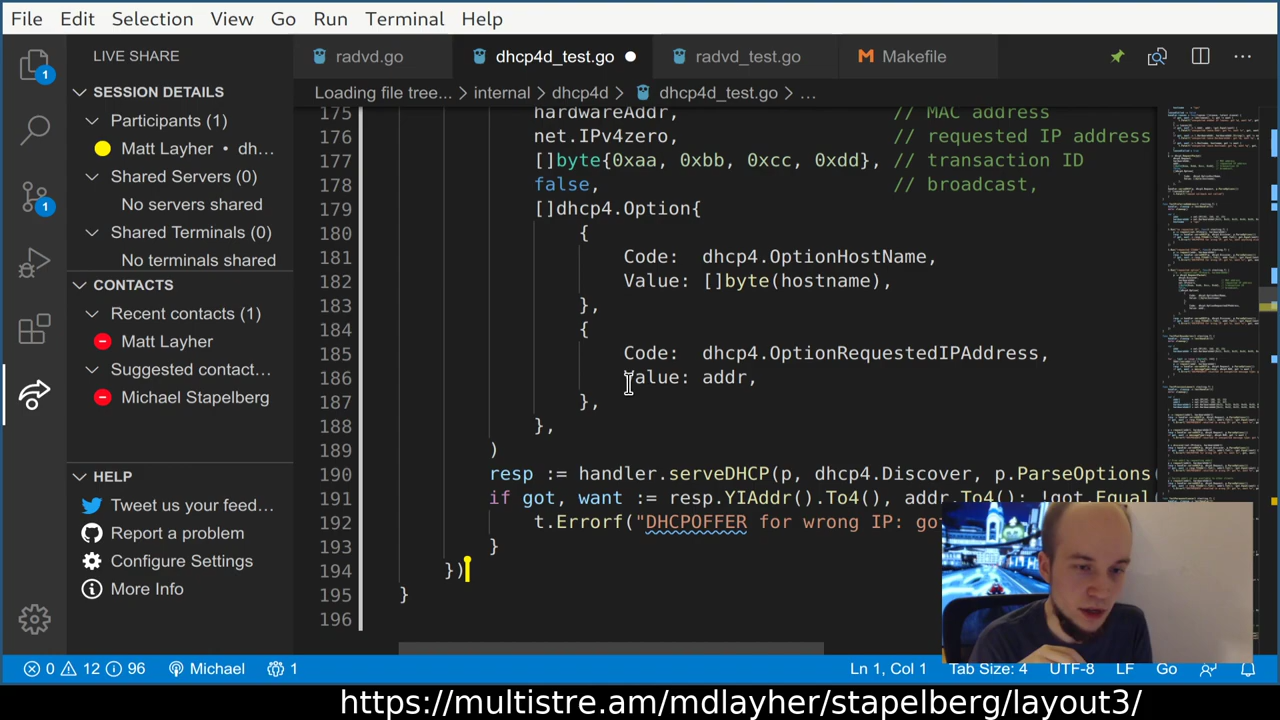 File Edit Selection View Go Run Terminal Help
LIVE SHARE
radvd.go
dhcp4d_test.go
radvd_test.go
Makefile
1
SESSION DETAILS
Loading file tree... > internal > dhcp4d > dhcp4d_test.go > ...
Participants (1)
Matt Layher • dh...
Shared Servers (0)
No servers shared
Shared Terminals (0)
No terminals shared
CONTACTS
Recent contacts (1)
Matt Layher
Suggested contact...
Michael Stapelberg
HELP
Tweet us your feed...
Report a problem
Configure Settings
More Info
1
175 hardwareAddr, // MAC address
176 net.IPv4zero, // requested IP address
177 []byte{0xaa, 0xbb, 0xcc, 0xdd}, // transaction ID
178 false, // broadcast,
179 []dhcp4.Option{
180 {
181 Code: dhcp4.OptionHostName,
182 Value: []byte(hostname),
183 },
184 {
185 Code: dhcp4.OptionRequestedIPAddress,
186 Value: addr,
187 },
188 },
189 )
190 resp := handler.serveDHCP(p, dhcp4.Discover, p.ParseOptions(
191 if got, want := resp.YIAddr().To4(), addr.To4(); !got.Equal
192 t.Errorf("DHCPOFFER for wrong IP: go
193 }
194 })
195 }
196
0 12 96 Michael 1 Ln 1, Col 1 Tab Size: 4 UTF-8 LF Go
https://multistre.am/mdlayher/stapelberg/layout3/